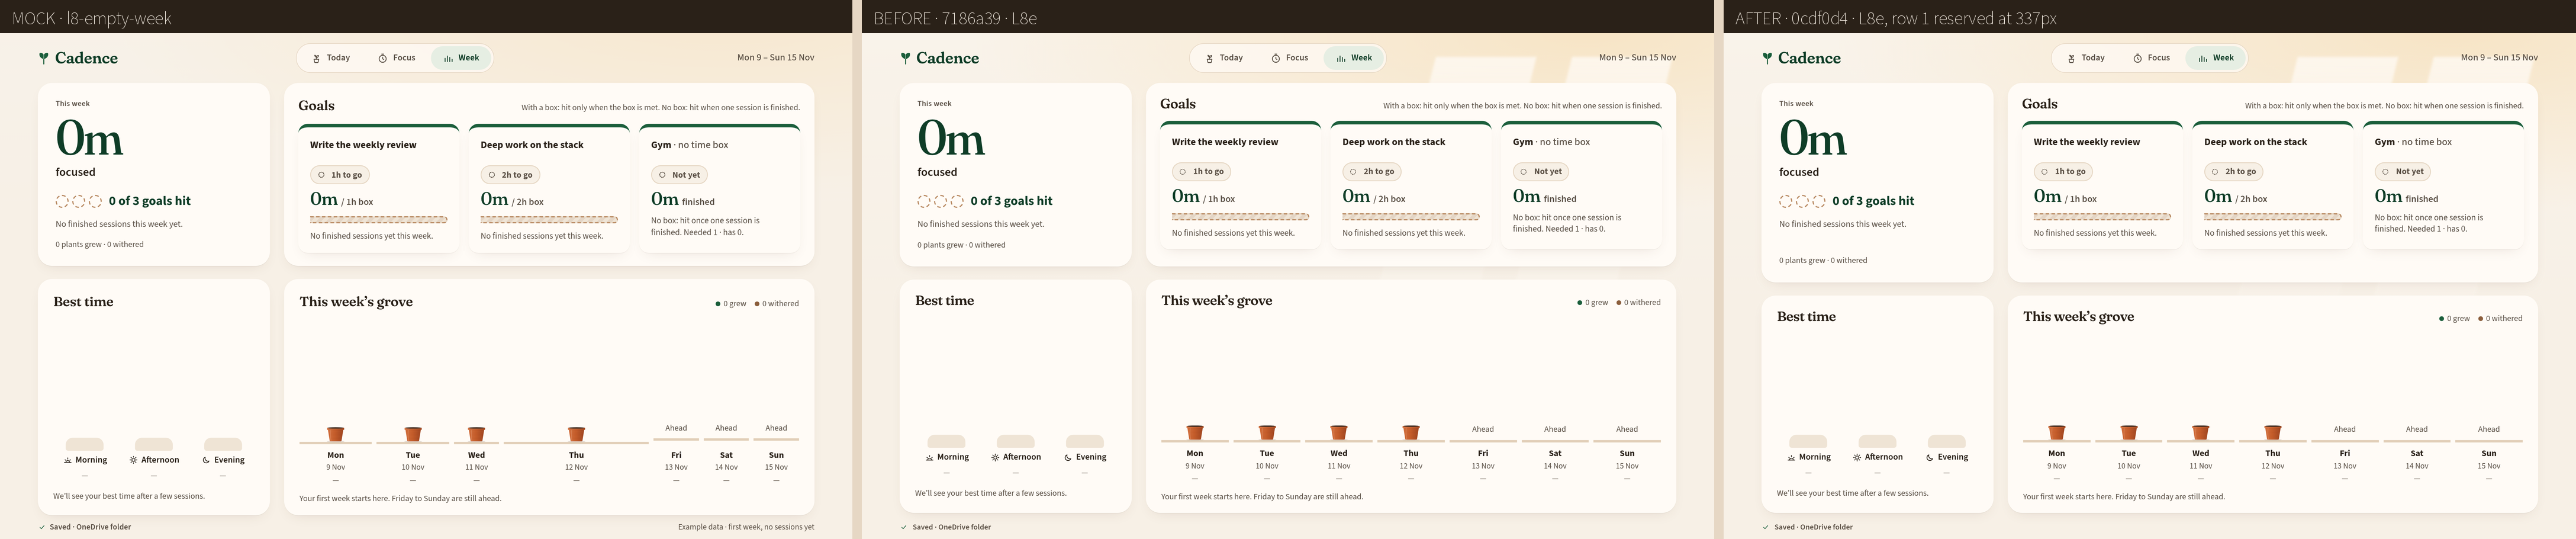 MOCK · l8-empty-week
Cadence
Today Focus Week
Mon 9 – Sun 15 Nov
This week
0m
focused
0 of 3 goals hit
No finished sessions this week yet.
0 plants grew · 0 withered
Goals
With a box: hit only when the box is met. No box: hit when one session is finished.
Write the weekly review
1h to go
0m / 1h box
No finished sessions yet this week.
Deep work on the stack
2h to go
0m / 2h box
No finished sessions yet this week.
Gym · no time box
Not yet
0m finished
No box: hit once one session is
finished. Needed 1 · has 0.
Best time
Morning Afternoon Evening
— — —
We'll see your best time after a few sessions.
This week's grove
0 grew 0 withered
Ahead Ahead Ahead
Mon Tue Wed Thu Fri Sat Sun
9 Nov 10 Nov 11 Nov 12 Nov 13 Nov 14 Nov 15 Nov
— — — — — — —
Your first week starts here. Friday to Sunday are still ahead.
Saved · OneDrive folder
Example data · first week, no sessions yet
BEFORE · 7186a39 · L8e
Cadence
Today Focus Week
Mon 9 – Sun 15 Nov
This week
0m
focused
0 of 3 goals hit
No finished sessions this week yet.
0 plants grew · 0 withered
Goals
With a box: hit only when the box is met. No box: hit when one session is finished.
Write the weekly review
1h to go
0m / 1h box
No finished sessions yet this week.
Deep work on the stack
2h to go
0m / 2h box
No finished sessions yet this week.
Gym · no time box
Not yet
0m finished
No box: hit once one session is
finished. Needed 1 · has 0.
Best time
Morning Afternoon Evening
— — —
We'll see your best time after a few sessions.
This week's grove
0 grew 0 withered
Ahead Ahead Ahead
Mon Tue Wed Thu Fri Sat Sun
9 Nov 10 Nov 11 Nov 12 Nov 13 Nov 14 Nov 15 Nov
— — — — — — —
Your first week starts here. Friday to Sunday are still ahead.
Saved · OneDrive folder
AFTER · 0cdf0d4 · L8e, row 1 reserved at 337px
Cadence
Today Focus Week
Mon 9 – Sun 15 Nov
This week
0m
focused
0 of 3 goals hit
No finished sessions this week yet.
0 plants grew · 0 withered
Goals
With a box: hit only when the box is met. No box: hit when one session is finished.
Write the weekly review
1h to go
0m / 1h box
No finished sessions yet this week.
Deep work on the stack
2h to go
0m / 2h box
No finished sessions yet this week.
Gym · no time box
Not yet
0m finished
No box: hit once one session is
finished. Needed 1 · has 0.
Best time
Morning Afternoon Evening
— — —
We'll see your best time after a few sessions.
This week's grove
0 grew 0 withered
Ahead Ahead Ahead
Mon Tue Wed Thu Fri Sat Sun
9 Nov 10 Nov 11 Nov 12 Nov 13 Nov 14 Nov 15 Nov
— — — — — — —
Your first week starts here. Friday to Sunday are still ahead.
Saved · OneDrive folder